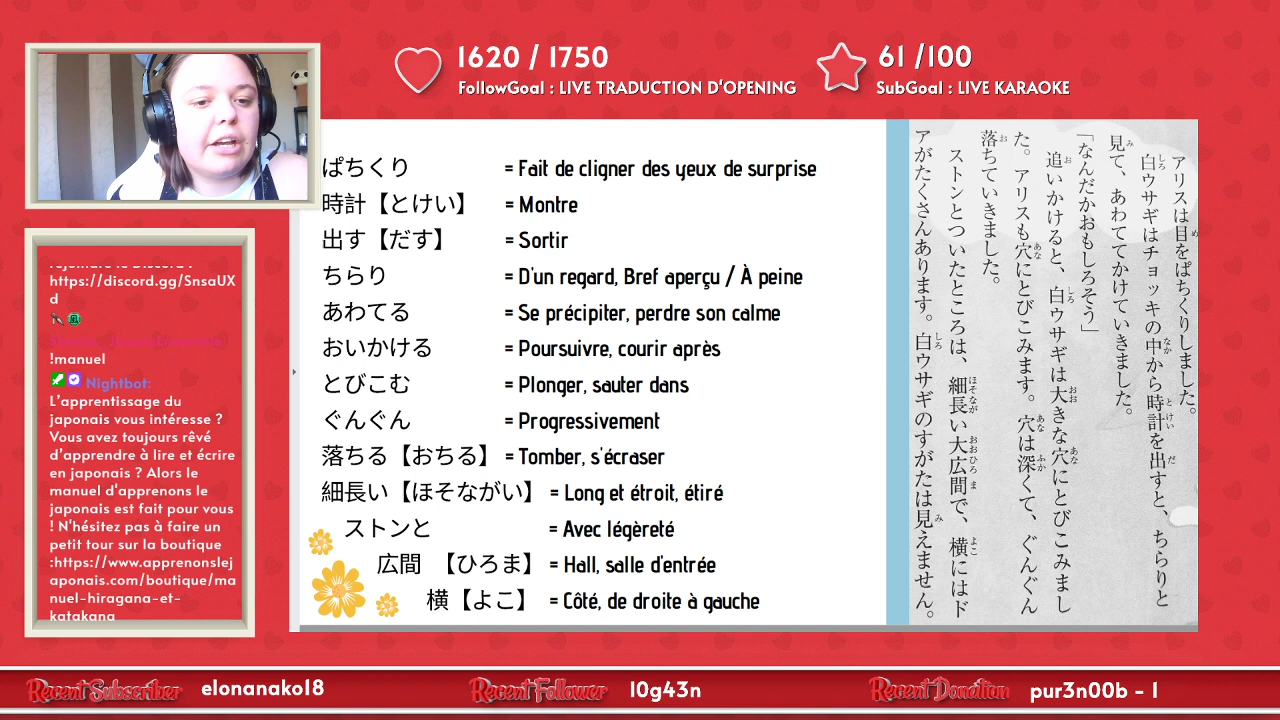 1620 / 1750
FollowGoal : LIVE TRADUCTION D'OPENING
61 /100
SubGoal : LIVE KARAOKE
rejoindre le Discord :
https://discord.gg/SnsaUX
d
!manuel
Nightbot:
L'apprentissage du
japonais vous intéresse ?
Vous avez toujours rêvé
d'apprendre à lire et écrire
en japonais ? Alors le
manuel d'apprenons le
japonais est fait pour vous
! N'hésitez pas à faire un
petit tour sur la boutique
:https://www.apprenonslej
aponais.com/boutique/ma
nuel-hiragana-et-
katakana
ぱちくり = Fait de cligner des yeux de surprise
時計【とけい】 = Montre
出す【だす】 = Sortir
ちらり = D'un regard, Bref aperçu / À peine
あわてる = Se précipiter, perdre son calme
おいかける = Poursuivre, courir après
とびこむ = Plonger, sauter dans
ぐんぐん = Progressivement
落ちる【おちる】 = Tomber, s'écraser
細長い【ほそながい】 = Long et étroit, étiré
ストンと = Avec légèreté
広間 【ひろま】 = Hall, salle d'entrée
横【よこ】 = Côté, de droite à gauche
アリスは目をぱちくりしました。
白ウサギはチョッキの中から時計を出すと、ちらりと
見て、あわててかけていきました。
「なんだかおもしろそう」
追いかけると、白ウサギは大きな穴にとびこみまし
た。アリスも穴にとびこみます。穴は深くて、ぐんぐん
落ちていきました。
ストンとついたところは、細長い大広間で、横にはド
アがたくさんあります。白ウサギのすがたは見えません。
Recent Subscriber elonanako18
Recent Follower l0g43n
Recent Donation pur3n00b - 1